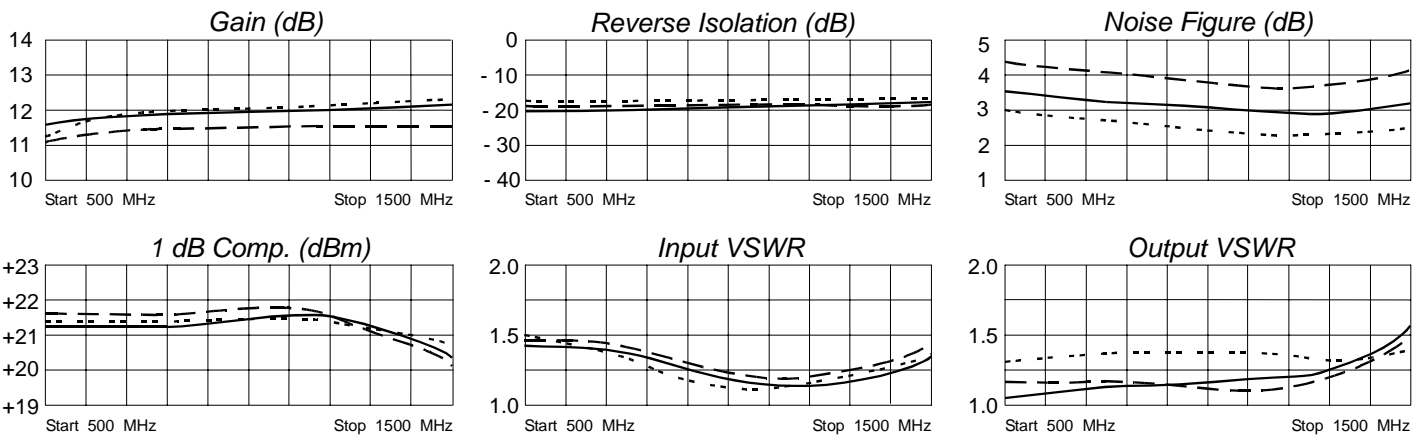 Gain (dB)
14
13
12
11
10
Start 500 MHz
Stop 1500 MHz
Reverse Isolation (dB)
0
- 10
- 20
- 30
- 40
Start 500 MHz
Stop 1500 MHz
Noise Figure (dB)
5
4
3
2
1
Start 500 MHz
Stop 1500 MHz
1 dB Comp. (dBm)
+23
+22
+21
+20
+19
Start 500 MHz
Stop 1500 MHz
Input VSWR
2.0
1.5
1.0
Start 500 MHz
Stop 1500 MHz
Output VSWR
2.0
1.5
1.0
Start 500 MHz
Stop 1500 MHz